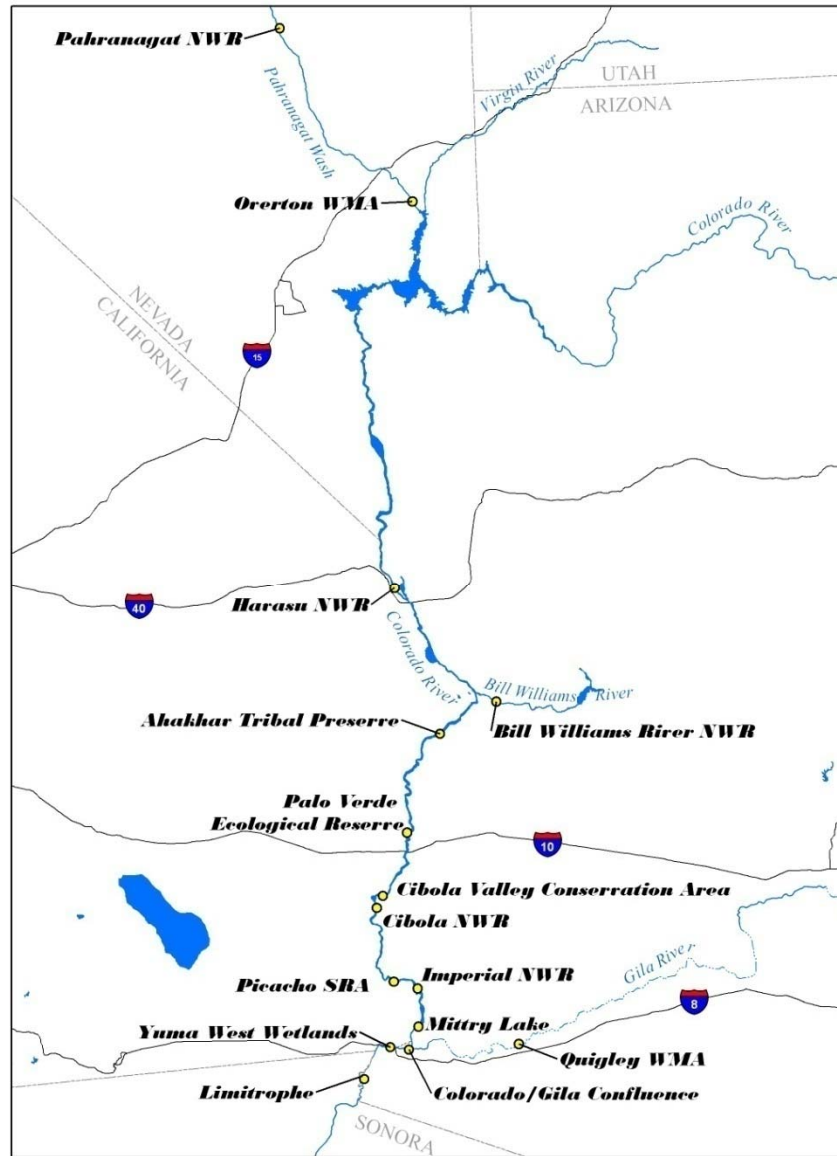 Pahranagat NWR
Pahranagat Wash
Virgin River
UTAH
ARIZONA
Overton WMA
Colorado River
NEVADA
CALIFORNIA
15
40
Havasu NWR
Colorado River
Bill Williams River
Ahakhar Tribal Preserve
Bill Williams River NWR
Palo Verde
Ecological Reserve
10
Cibola Valley Conservation Area
Cibola NWR
Gila River
Picacho SRA
Imperial NWR
8
Mittry Lake
Yuma West Wetlands
Quigley WMA
Limitrophe
Colorado/Gila Confluence
SONORA